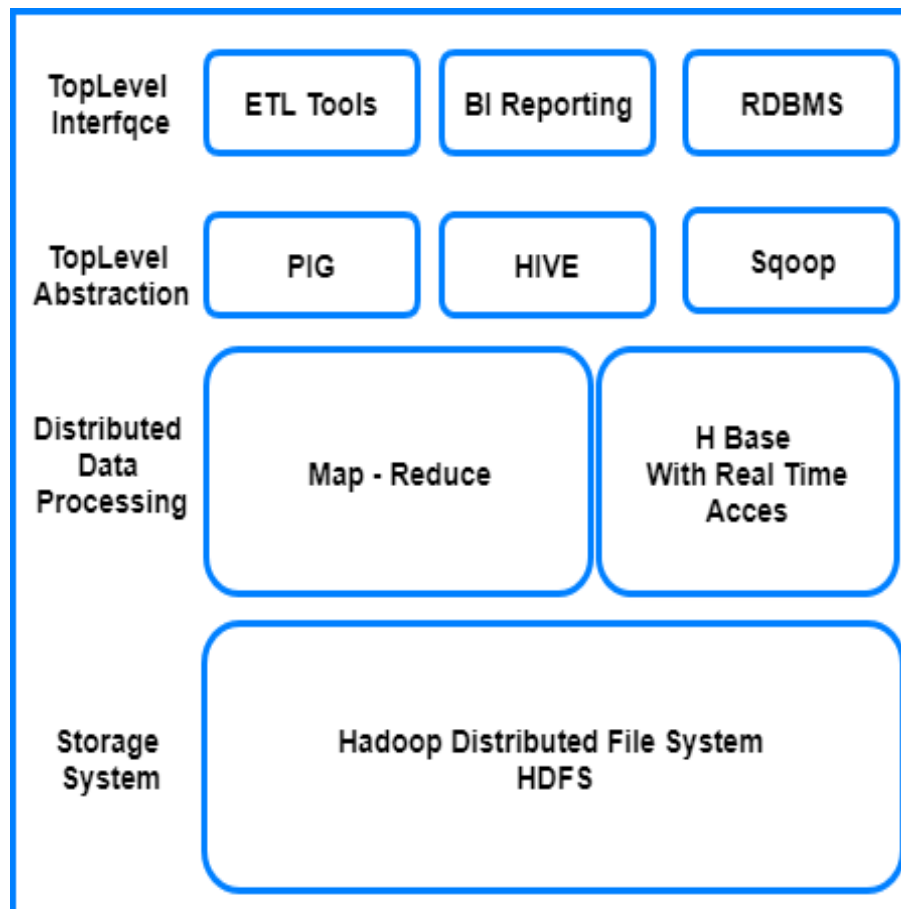 TopLevel
Interfqce
ETL Tools
BI Reporting
RDBMS
TopLevel
Abstraction
PIG
HIVE
Sqoop
Distributed
Data
Processing
Map - Reduce
H Base
With Real Time
Acces
Storage
System
Hadoop Distributed File System
HDFS